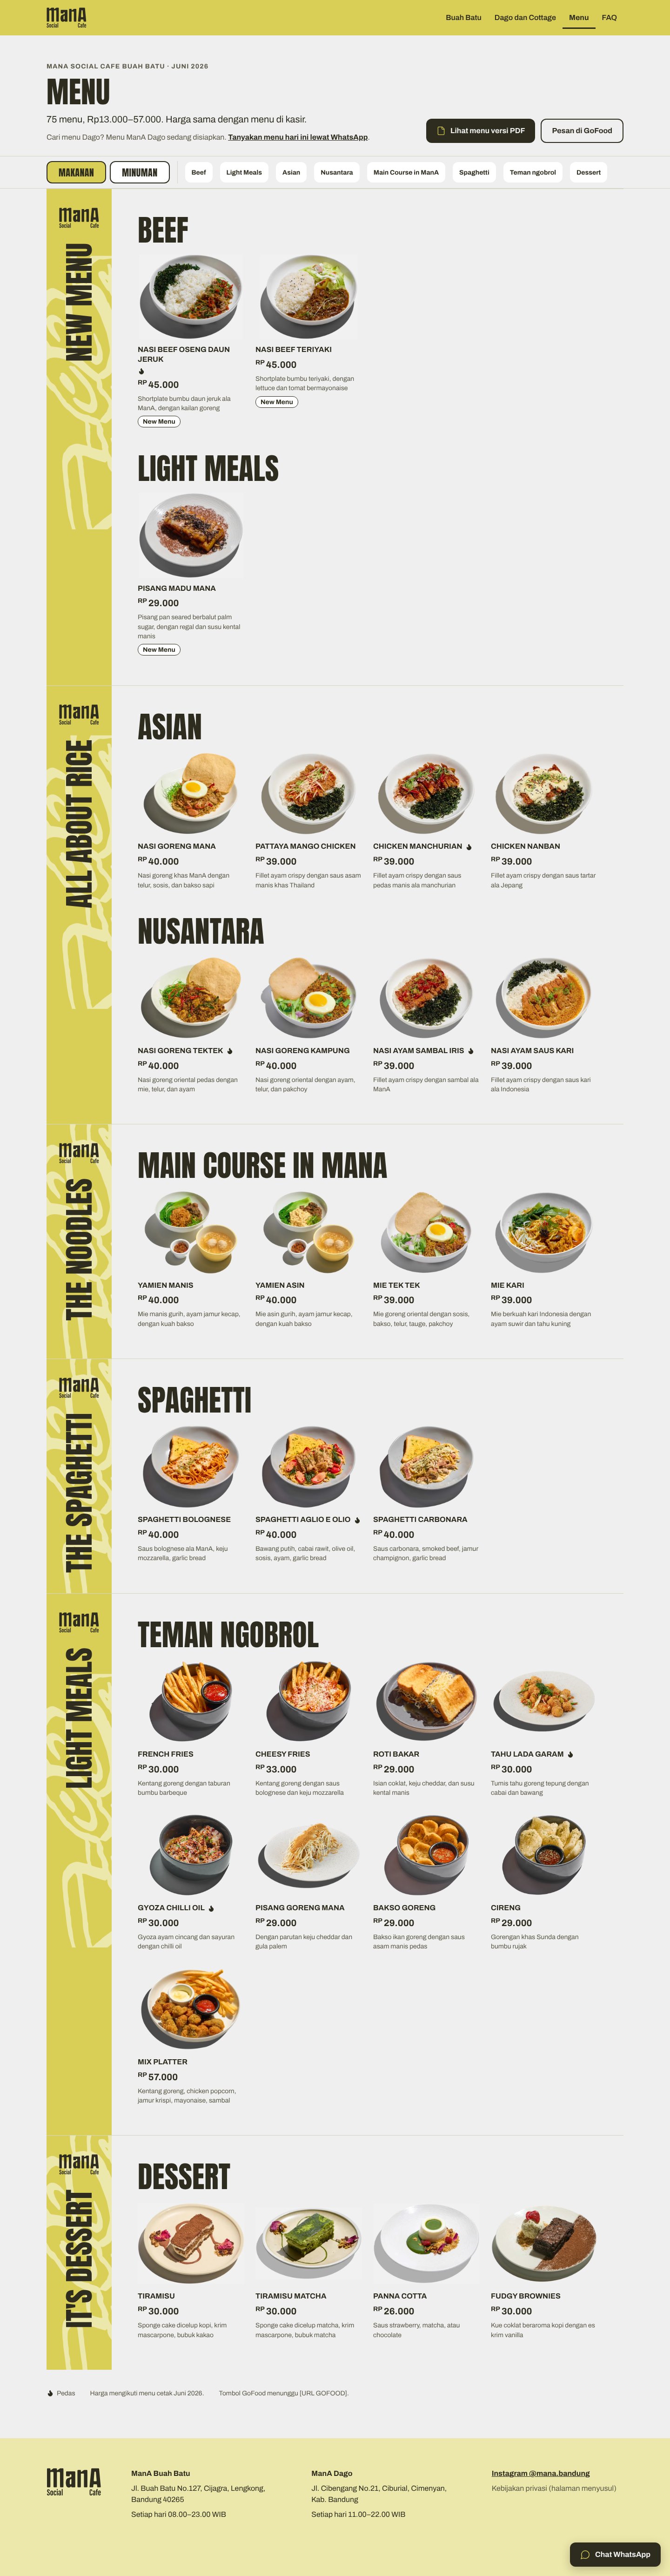 manA
Social Cafe
Buah Batu
Dago dan Cottage
Menu
FAQ
MANA SOCIAL CAFE BUAH BATU · JUNI 2026
MENU
75 menu, Rp13.000–57.000. Harga sama dengan menu di kasir.
Cari menu Dago? Menu ManA Dago sedang disiapkan. Tanyakan menu hari ini lewat WhatsApp.
Lihat menu versi PDF
Pesan di GoFood
MAKANAN
MINUMAN
Beef
Light Meals
Asian
Nusantara
Main Course in ManA
Spaghetti
Teman ngobrol
Dessert
manA
Social Cafe
NEW MENU
BEEF
NASI BEEF OSENG DAUN
JERUK
RP 45.000
Shortplate bumbu daun jeruk ala
ManA, dengan kailan goreng
New Menu
NASI BEEF TERIYAKI
RP 45.000
Shortplate bumbu teriyaki, dengan
lettuce dan tomat bermayonaise
New Menu
LIGHT MEALS
PISANG MADU MANA
RP 29.000
Pisang pan seared berbalut palm
sugar, dengan regal dan susu kental
manis
New Menu
manA
Social Cafe
ALL ABOUT RICE
ASIAN
NASI GORENG MANA
RP 40.000
Nasi goreng khas ManA dengan
telur, sosis, dan bakso sapi
PATTAYA MANGO CHICKEN
RP 39.000
Fillet ayam crispy dengan saus asam
manis khas Thailand
CHICKEN MANCHURIAN
RP 39.000
Fillet ayam crispy dengan saus
pedas manis ala manchurian
CHICKEN NANBAN
RP 39.000
Fillet ayam crispy dengan saus tartar
ala Jepang
NUSANTARA
NASI GORENG TEKTEK
RP 40.000
Nasi goreng oriental pedas dengan
mie, telur, dan ayam
NASI GORENG KAMPUNG
RP 40.000
Nasi goreng oriental dengan ayam,
telur, dan pakchoy
NASI AYAM SAMBAL IRIS
RP 39.000
Fillet ayam crispy dengan sambal ala
ManA
NASI AYAM SAUS KARI
RP 39.000
Fillet ayam crispy dengan saus kari
ala Indonesia
manA
Social Cafe
THE NOODLES
MAIN COURSE IN MANA
YAMIEN MANIS
RP 40.000
Mie manis gurih, ayam jamur kecap,
dengan kuah bakso
YAMIEN ASIN
RP 40.000
Mie asin gurih, ayam jamur kecap,
dengan kuah bakso
MIE TEK TEK
RP 39.000
Mie goreng oriental dengan sosis,
bakso, telur, tauge, pakchoy
MIE KARI
RP 39.000
Mie berkuah kari Indonesia dengan
ayam suwir dan tahu kuning
manA
Social Cafe
THE SPAGHETTI
SPAGHETTI
SPAGHETTI BOLOGNESE
RP 40.000
Saus bolognese ala ManA, keju
mozzarella, garlic bread
SPAGHETTI AGLIO E OLIO
RP 40.000
Bawang putih, cabai rawit, olive oil,
sosis, ayam, garlic bread
SPAGHETTI CARBONARA
RP 40.000
Saus carbonara, smoked beef, jamur
champignon, garlic bread
manA
Social Cafe
LIGHT MEALS
TEMAN NGOBROL
FRENCH FRIES
RP 30.000
Kentang goreng dengan taburan
bumbu barbeque
CHEESY FRIES
RP 33.000
Kentang goreng dengan saus
bolognese dan keju mozzarella
ROTI BAKAR
RP 29.000
Isian coklat, keju cheddar, dan susu
kental manis
TAHU LADA GARAM
RP 30.000
Tumis tahu goreng tepung dengan
cabai dan bawang
GYOZA CHILLI OIL
RP 30.000
Gyoza ayam cincang dan sayuran
dengan chilli oil
PISANG GORENG MANA
RP 29.000
Dengan parutan keju cheddar dan
gula palem
BAKSO GORENG
RP 29.000
Bakso ikan goreng dengan saus
asam manis pedas
CIRENG
RP 29.000
Gorengan khas Sunda dengan
bumbu rujak
MIX PLATTER
RP 57.000
Kentang goreng, chicken popcorn,
jamur krispi, mayonaise, sambal
manA
Social Cafe
IT'S DESSERT
DESSERT
TIRAMISU
RP 30.000
Sponge cake dicelup kopi, krim
mascarpone, bubuk kakao
TIRAMISU MATCHA
RP 30.000
Sponge cake dicelup matcha, krim
mascarpone, bubuk matcha
PANNA COTTA
RP 26.000
Saus strawberry, matcha, atau
chocolate
FUDGY BROWNIES
RP 30.000
Kue coklat beraroma kopi dengan es
krim vanilla
Pedas
Harga mengikuti menu cetak Juni 2026.
Tombol GoFood menunggu [URL GOFOOD].
manA
Social Cafe
ManA Buah Batu
Jl. Buah Batu No.127, Cijagra, Lengkong,
Bandung 40265
Setiap hari 08.00–23.00 WIB
ManA Dago
Jl. Cibengang No.21, Ciburial, Cimenyan,
Kab. Bandung
Setiap hari 11.00–22.00 WIB
Instagram @mana.bandung
Kebijakan privasi (halaman menyusul)
Chat WhatsApp